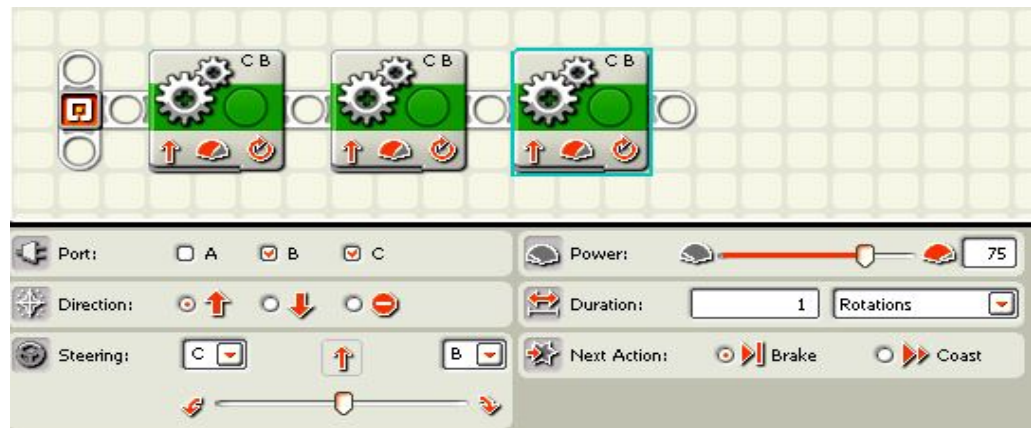 C B
C B
C B
Port: A B C
Power: 75
Direction:
Duration: 1 Rotations
Steering: C B
Next Action: Brake Coast